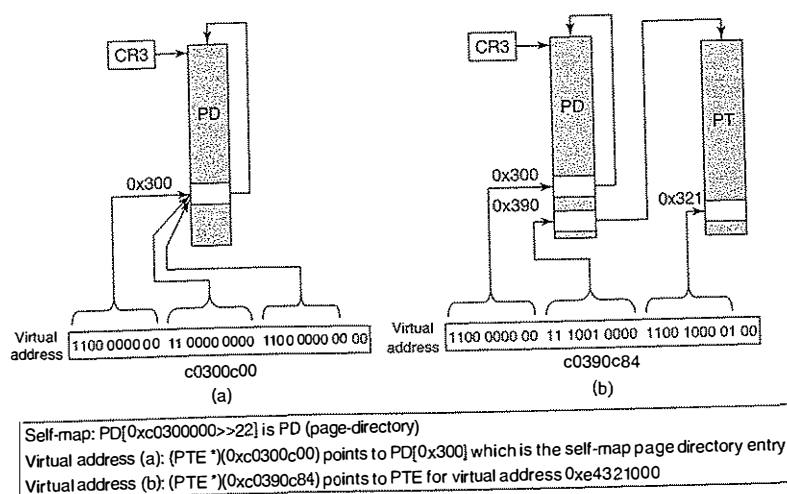 CR3
PD
0x300
Virtual
address
1100 0000 00 11 0000 0000 1100 0000 00 00
c0300c00
(a)
CR3
PD
PT
0x300
0x390
0x321
Virtual
address
1100 0000 00 11 1001 0000 1100 1000 01 00
c0390c84
(b)
Self-map: PD[0xc0300000>>22] is PD (page-directory)
Virtual address (a): (PTE *)(0xc0300c00) points to PD[0x300] which is the self-map page directory entry
Virtual address (b): (PTE *)(0xc0390c84) points to PTE for virtual address 0xe4321000